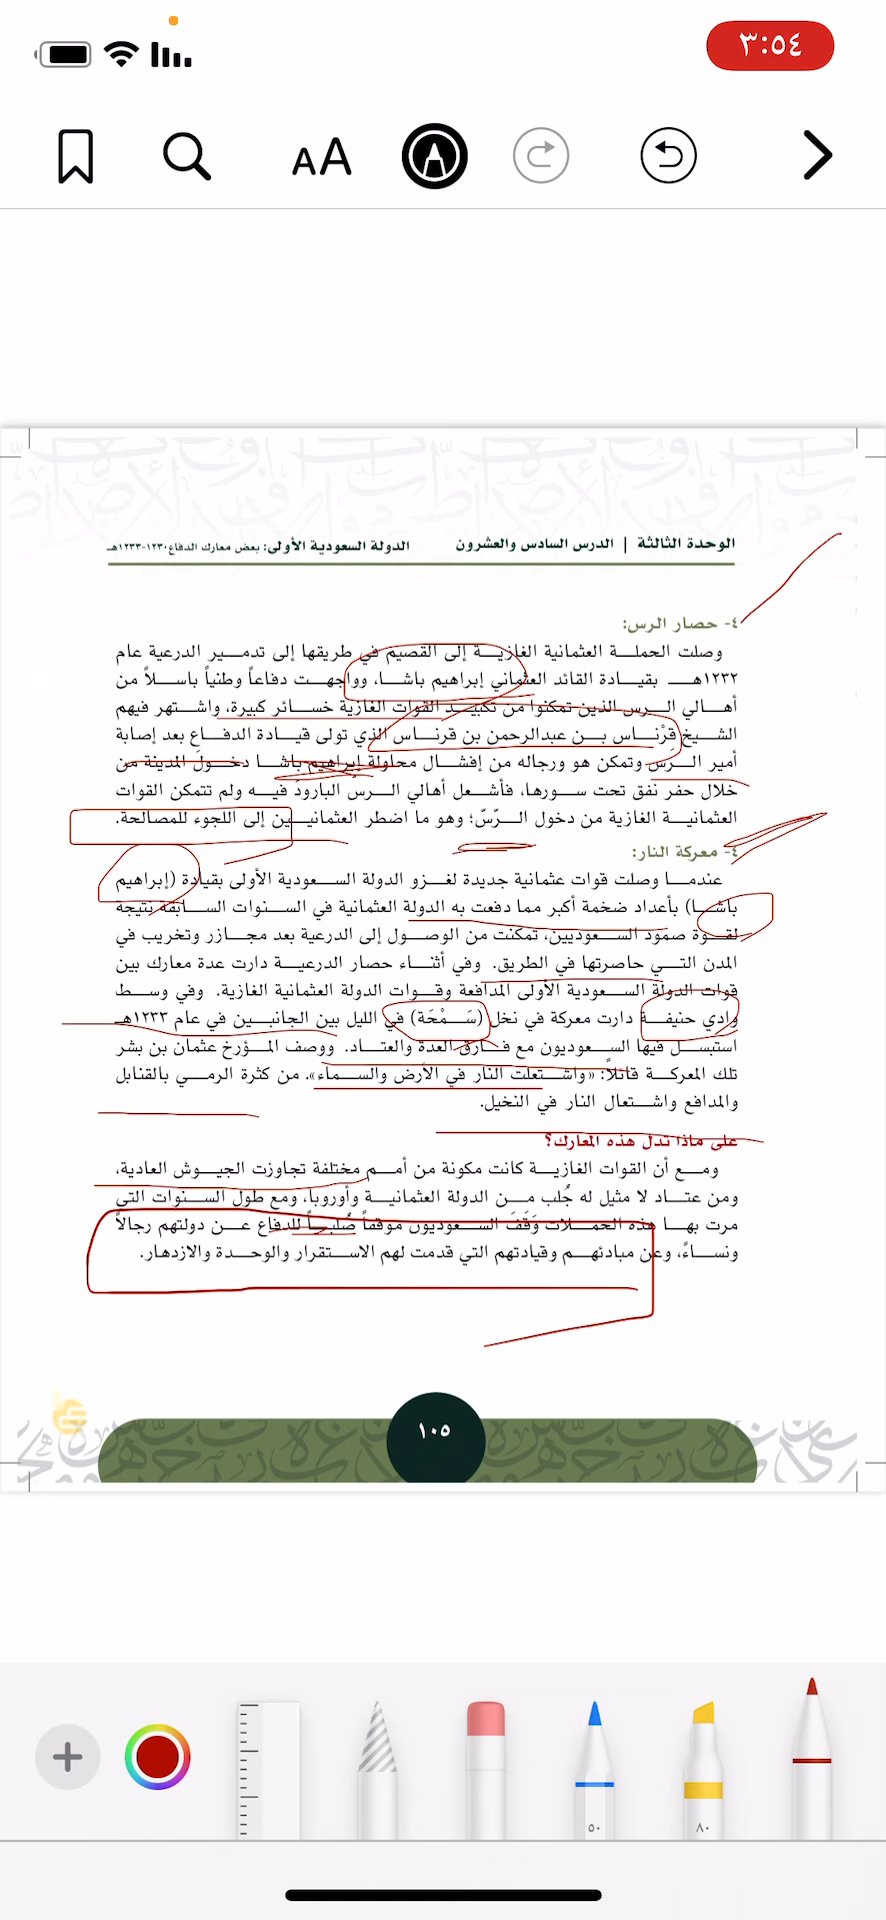 ٣:٥٤
AA
الوحدة الثالثة | الدرس السادس والعشرون
الدولة السعودية الأولى: بعض معارك الدفاع ١٢٣٠-١٢٣٣هـ
٤- حصار الرس:
وصلت الحملة العثمانية الغازية إلى القصيم في طريقها إلى تدمير الدرعية عام
١٢٣٢هـ بقيادة القائد العثماني إبراهيم باشا، وواجهت دفاعاً وطنياً باسلاً من
أهالي الرس الذين تمكنوا من تكبيد القوات الغازية خسائر كبيرة، واشتهر فيهم
الشيخ قرْناس بن عبدالرحمن بن قرناس الذي تولى قيادة الدفاع بعد إصابة
أمير الرس وتمكن هو ورجاله من إفشال محاولة إبراهيم باشا دخول المدينة من
خلال حفر نفق تحت سورها، فأشعل أهالي الرسّ البارود فيه ولم تتمكن القوات
العثمانية الغازية من دخول الرّسّ؛ وهو ما اضطر العثمانيين إلى اللجوء للمصالحة.
٤- معركة النار:
عندما وصلت قوات عثمانية جديدة لغزو الدولة السعودية الأولى بقيادة (إبراهيم
باشا) بأعداد ضخمة أكبر مما دفعت به الدولة العثمانية في السنوات السابقة نتيجة
لقوة صمود السعوديين، تمكنت من الوصول إلى الدرعية بعد مجازر وتخريب في
المدن التي حاصرتها في الطريق. وفي أثناء حصار الدرعية دارت عدة معارك بين
قوات الدولة السعودية الأولى المدافعة وقوات الدولة العثمانية الغازية. وفي وسط
وادي حنيفة دارت معركة في نخل (سَمْحَة) في الليل بين الجانبين في عام ١٢٣٣هـ
استبسل فيها السعوديون مع فارق العدة والعتاد. ووصف المؤرخ عثمان بن بشر
تلك المعركة قائلاً: «واشتعلت النار في الأرض والسماء». من كثرة الرمي بالقنابل
والمدافع واشتعال النار في النخيل.
على ماذا تدل هذه المعارك؟
ومع أن القوات الغازية كانت مكونة من أمم مختلفة تجاوزت الجيوش العادية،
ومن عتاد لا مثيل له جُلب من الدولة العثمانية وأوروبا، ومع طول السنوات التي
مرت بها هذه الحملات وَقَفَ السعوديون موقفاً صُلباً للدفاع عن دولتهم رجالاً
ونساءً، وعن مبادئهم وقيادتهم التي قدمت لهم الاستقرار والوحدة والازدهار.
١٠٥
٥٠
٨٠